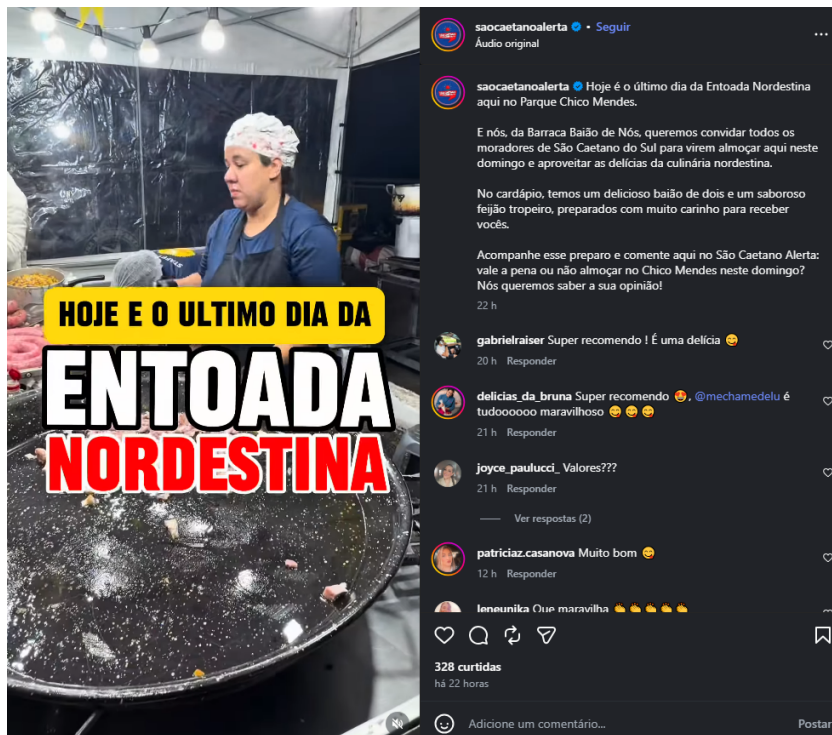 HOJE E O ULTIMO DIA DA
ENTOADA
NORDESTINA
saocaetanoalerta • Seguir
Áudio original
saocaetanoalerta Hoje é o último dia da Entoada Nordestina
aqui no Parque Chico Mendes.
E nós, da Barraca Baião de Nós, queremos convidar todos os
moradores de São Caetano do Sul para virem almoçar aqui neste
domingo e aproveitar as delícias da culinária nordestina.
No cardápio, temos um delicioso baião de dois e um saboroso
feijão tropeiro, preparados com muito carinho para receber
vocês.
Acompanhe esse preparo e comente aqui no São Caetano Alerta:
vale a pena ou não almoçar no Chico Mendes neste domingo?
Nós queremos saber a sua opinião!
22 h
gabrielraiser Super recomendo ! É uma delícia 😋
20 h Responder
delicias_da_bruna Super recomendo 🤩, @mechamedelu é
tudoooooo maravilhoso 😋😋😋
21 h Responder
joyce_paulucci_ Valores???
21 h Responder
Ver respostas (2)
patriciaz.casanova Muito bom 😋
12 h Responder
leneunika Que maravilha 👏👏👏👏👏
328 curtidas
há 22 horas
Adicione um comentário...
Postar